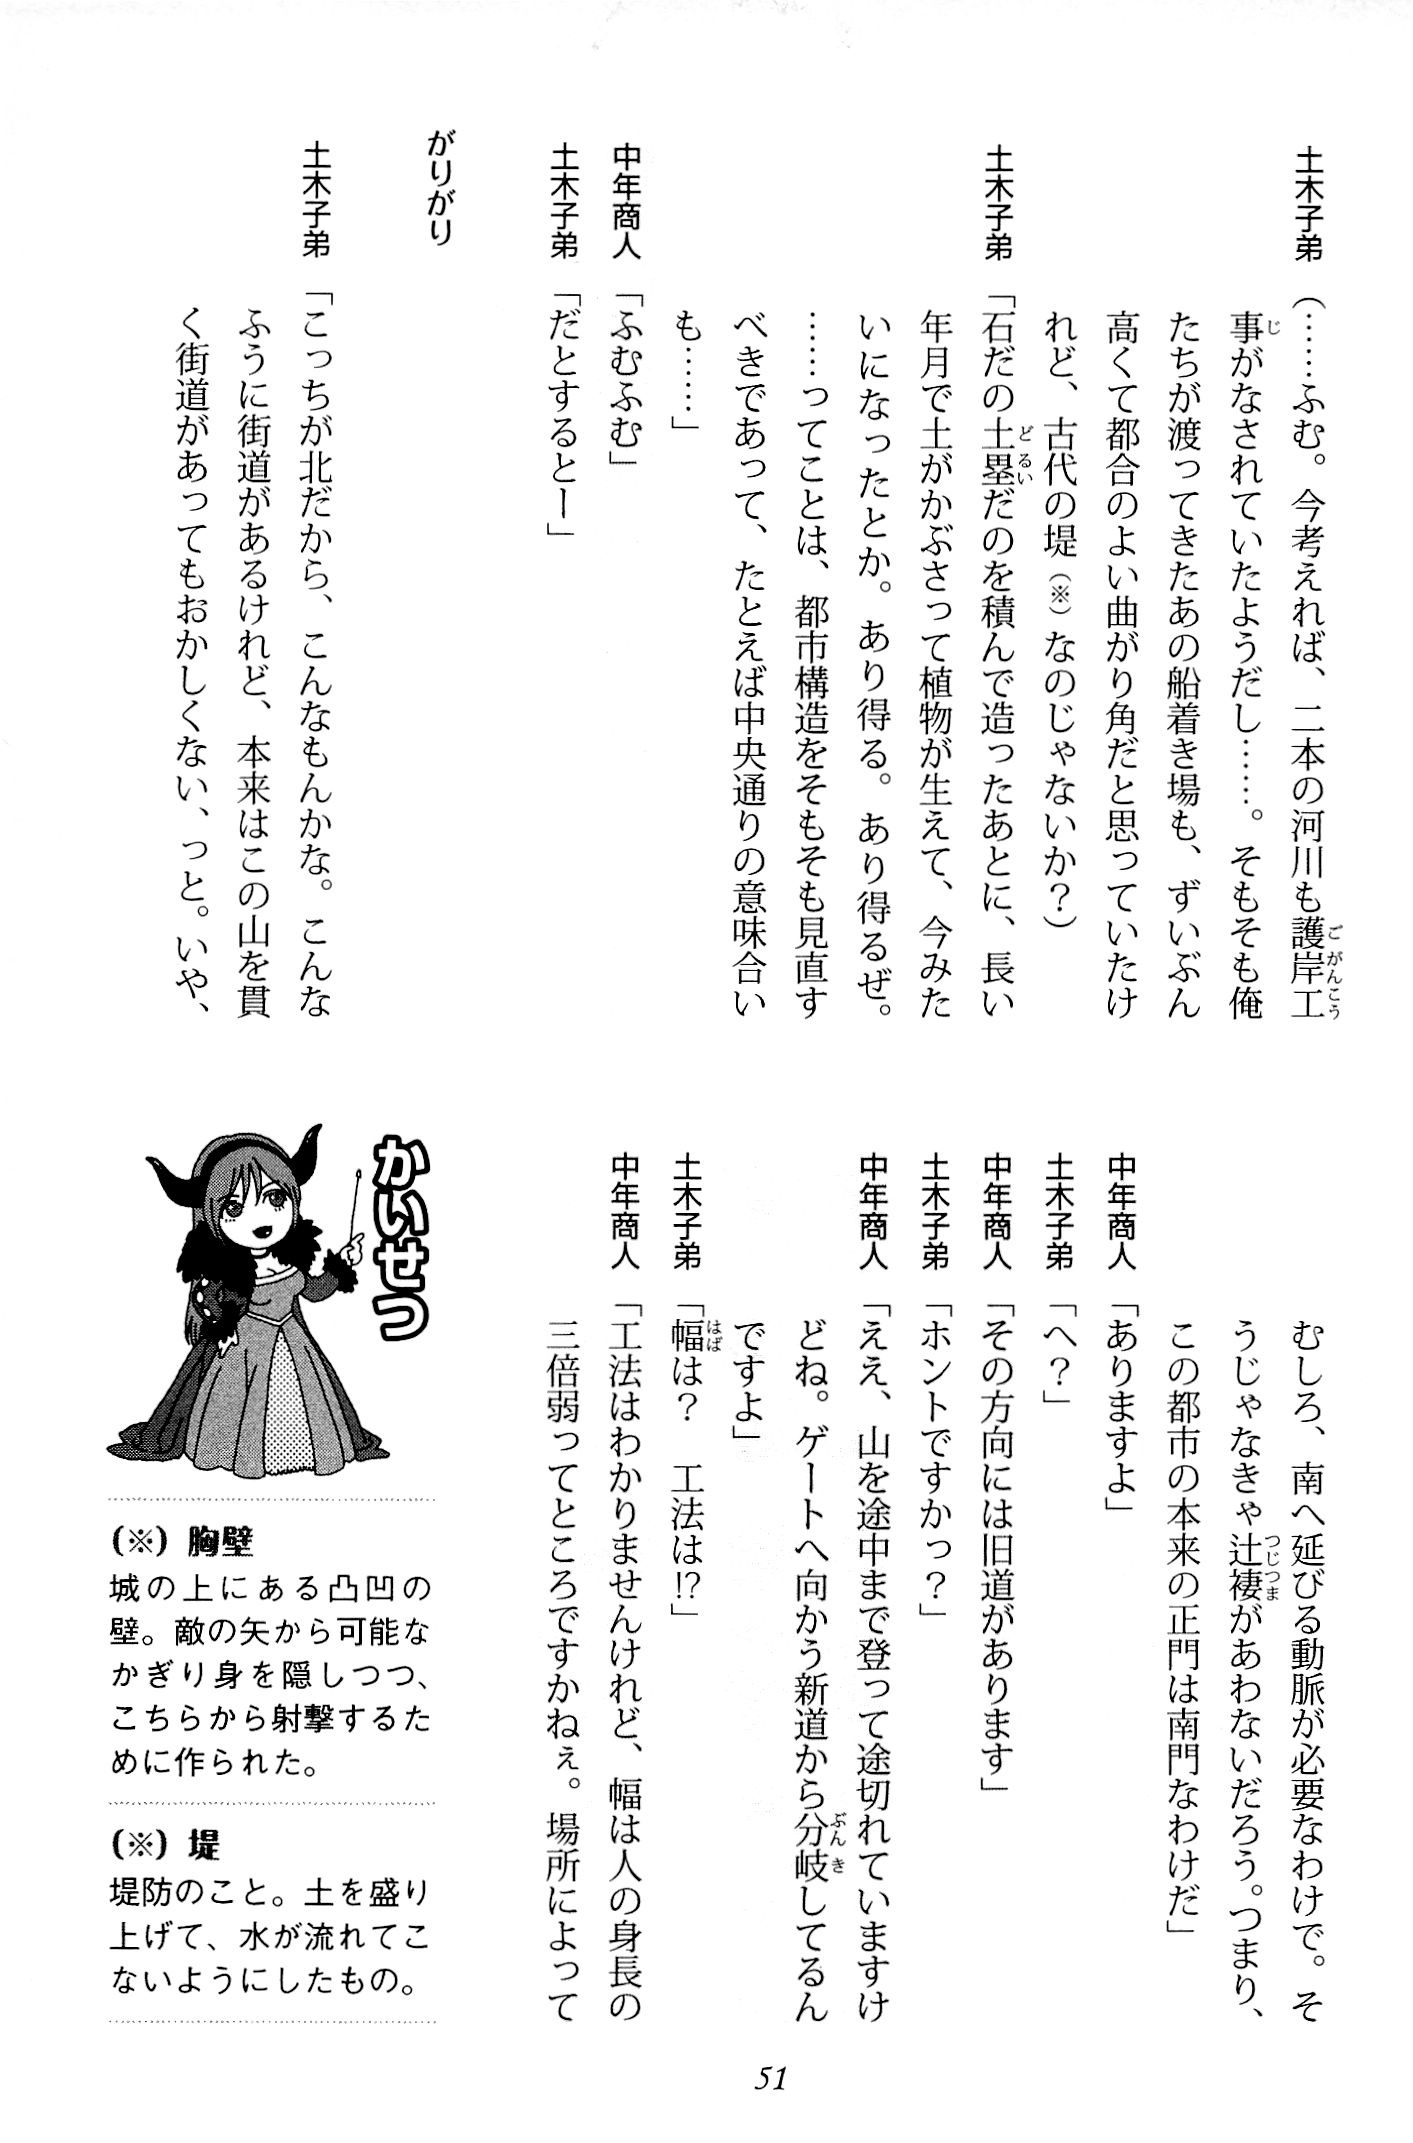 土木子弟（……ふむ。今考えれば、二本の河川も護岸工
事がなされていたようだし……。そもそも俺
たちが渡ってきたあの船着き場も、ずいぶん
高くて都合のよい曲がり角だと思っていたけ
れど、古代の堤（※）なのじゃないか？）
土木子弟「石だの土塁だのを積んで造ったあとに、長い
年月で土がかぶさって植物が生えて、今みた
いになったとか。あり得る。あり得るぜ。
……ってことは、都市構造をそもそも見直す
べきであって、たとえば中央通りの意味合い
も……」
中年商人「ふむふむ」
土木子弟「だとするとー」
がりがり
土木子弟「こっちが北だから、こんなもんかな。こんな
ふうに街道があるけれど、本来はこの山を貫
く街道があってもおかしくない、っと。いや、
むしろ、南へ延びる動脈が必要なわけで。そ
うじゃなきゃ辻褄があわないだろう。つまり、
この都市の本来の正門は南門なわけだ」
中年商人「ありますよ」
土木子弟「へ？」
中年商人「その方向には旧道があります」
土木子弟「ホントですかっ？」
中年商人「ええ、山を途中まで登って途切れていますけ
どね。ゲートへ向かう新道から分岐してるん
ですよ」
土木子弟「幅は？　工法は!?」
中年商人「工法はわかりませんけれど、幅は人の身長の
三倍弱ってところですかねぇ。場所によって
かいせつ
（※）胸壁
城の上にある凸凹の
壁。敵の矢から可能な
かぎり身を隠しつつ、
こちらから射撃するた
めに作られた。
（※）堤
堤防のこと。土を盛り
上げて、水が流れてこ
ないようにしたもの。
51